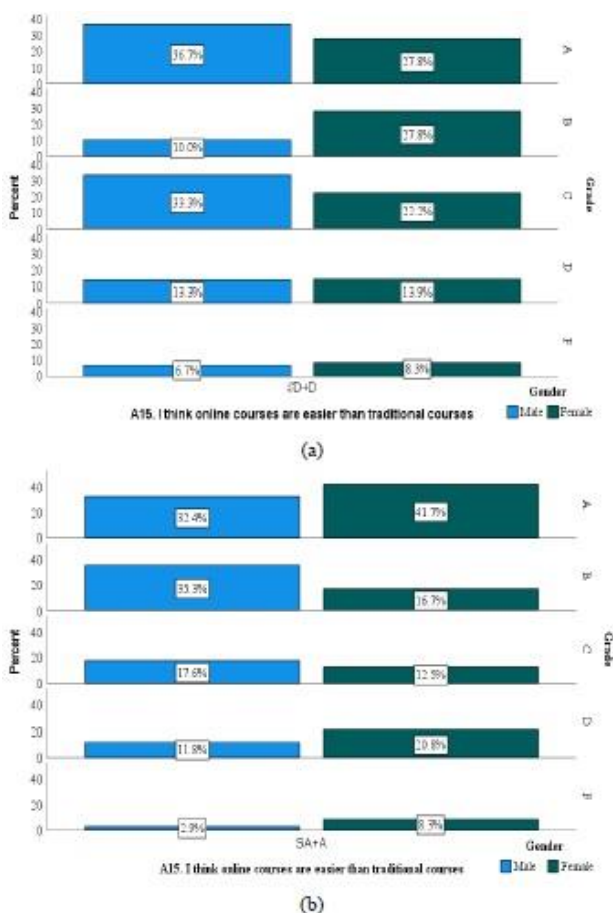 40
30
20
10
0
36.7%
27.8%
A
40
30
20
10
0
10.0%
27.8%
B
40
30
20
10
0
33.3%
22.2%
C
40
30
20
10
0
13.3%
13.9%
D
40
30
20
10
0
6.7%
8.3%
F
Percent
Grade
Gender
A15. I think online courses are easier than traditional courses
Male Female
(a)
40
20
0
32.4%
41.7%
A
40
20
0
35.3%
16.7%
B
40
20
0
17.6%
12.5%
C
40
20
0
11.8%
20.8%
D
40
20
0
2.9%
8.3%
F
Percent
Grade
SA+A
Gender
A15. I think online courses are easier than traditional courses
Male Female
(b)